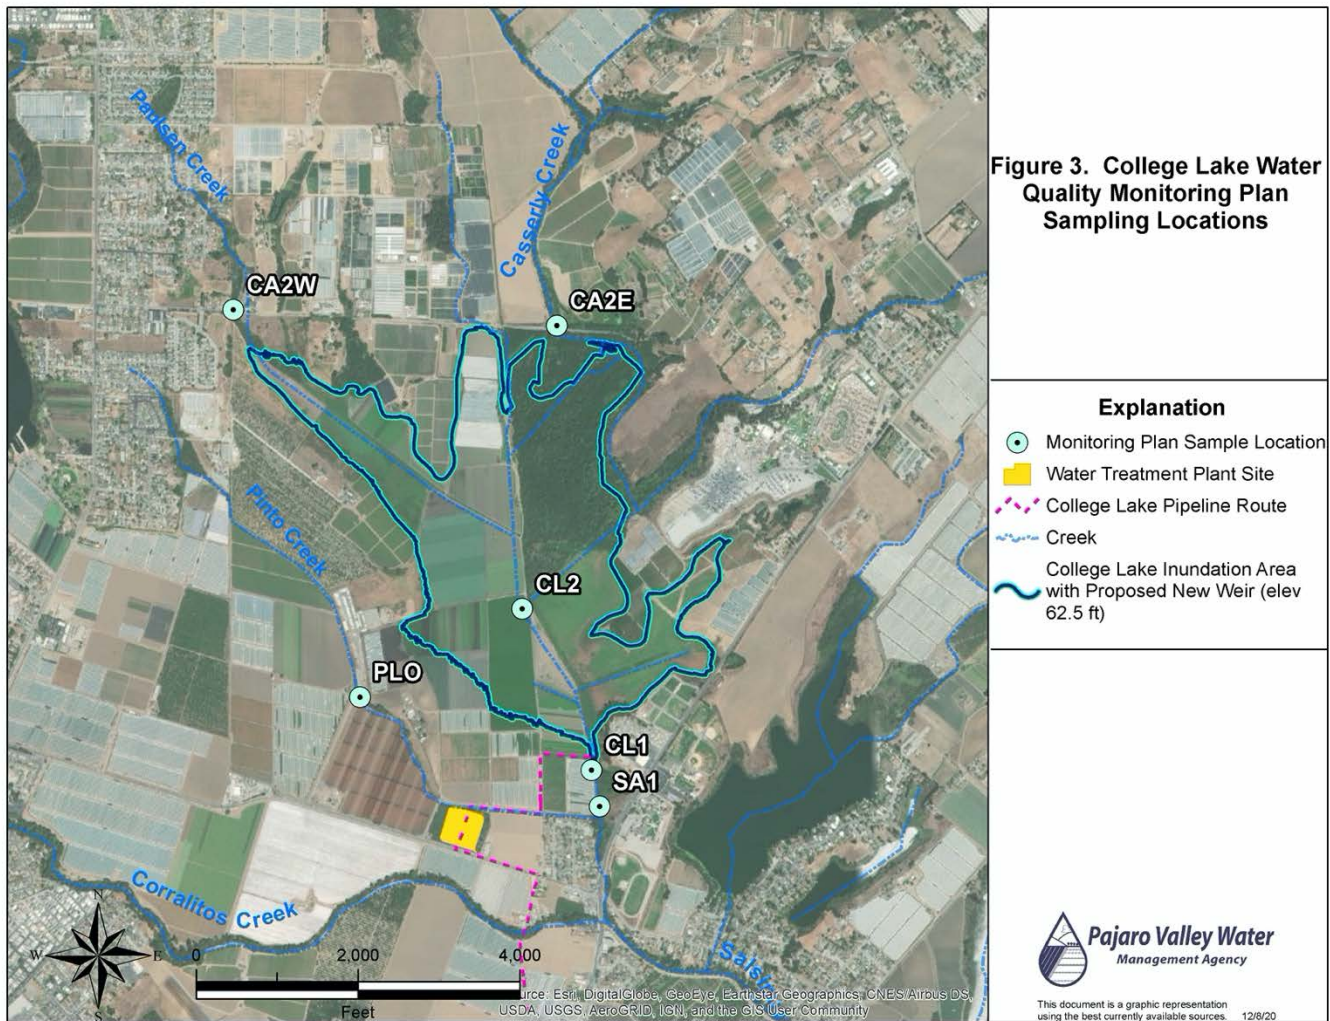 Figure 3. College Lake Water
Quality Monitoring Plan
Sampling Locations
Explanation
Monitoring Plan Sample Location
Water Treatment Plant Site
College Lake Pipeline Route
Creek
College Lake Inundation Area
with Proposed New Weir (elev
62.5 ft)
Paulsen Creek
Casserly Creek
CA2W
CA2E
Pinto Creek
CL2
PLO
CL1
SA1
Corralitos Creek
N
W
E
S
0
2,000
4,000
Feet
Esri, DigitalGlobe, GeoEye, Earthstar Geographics, CNES/Airbus DS,
USDA, USGS, AeroGRID, IGN, and the GIS User Community
Pajaro Valley Water
Management Agency
This document is a graphic representation
using the best currently available sources. 12/8/20